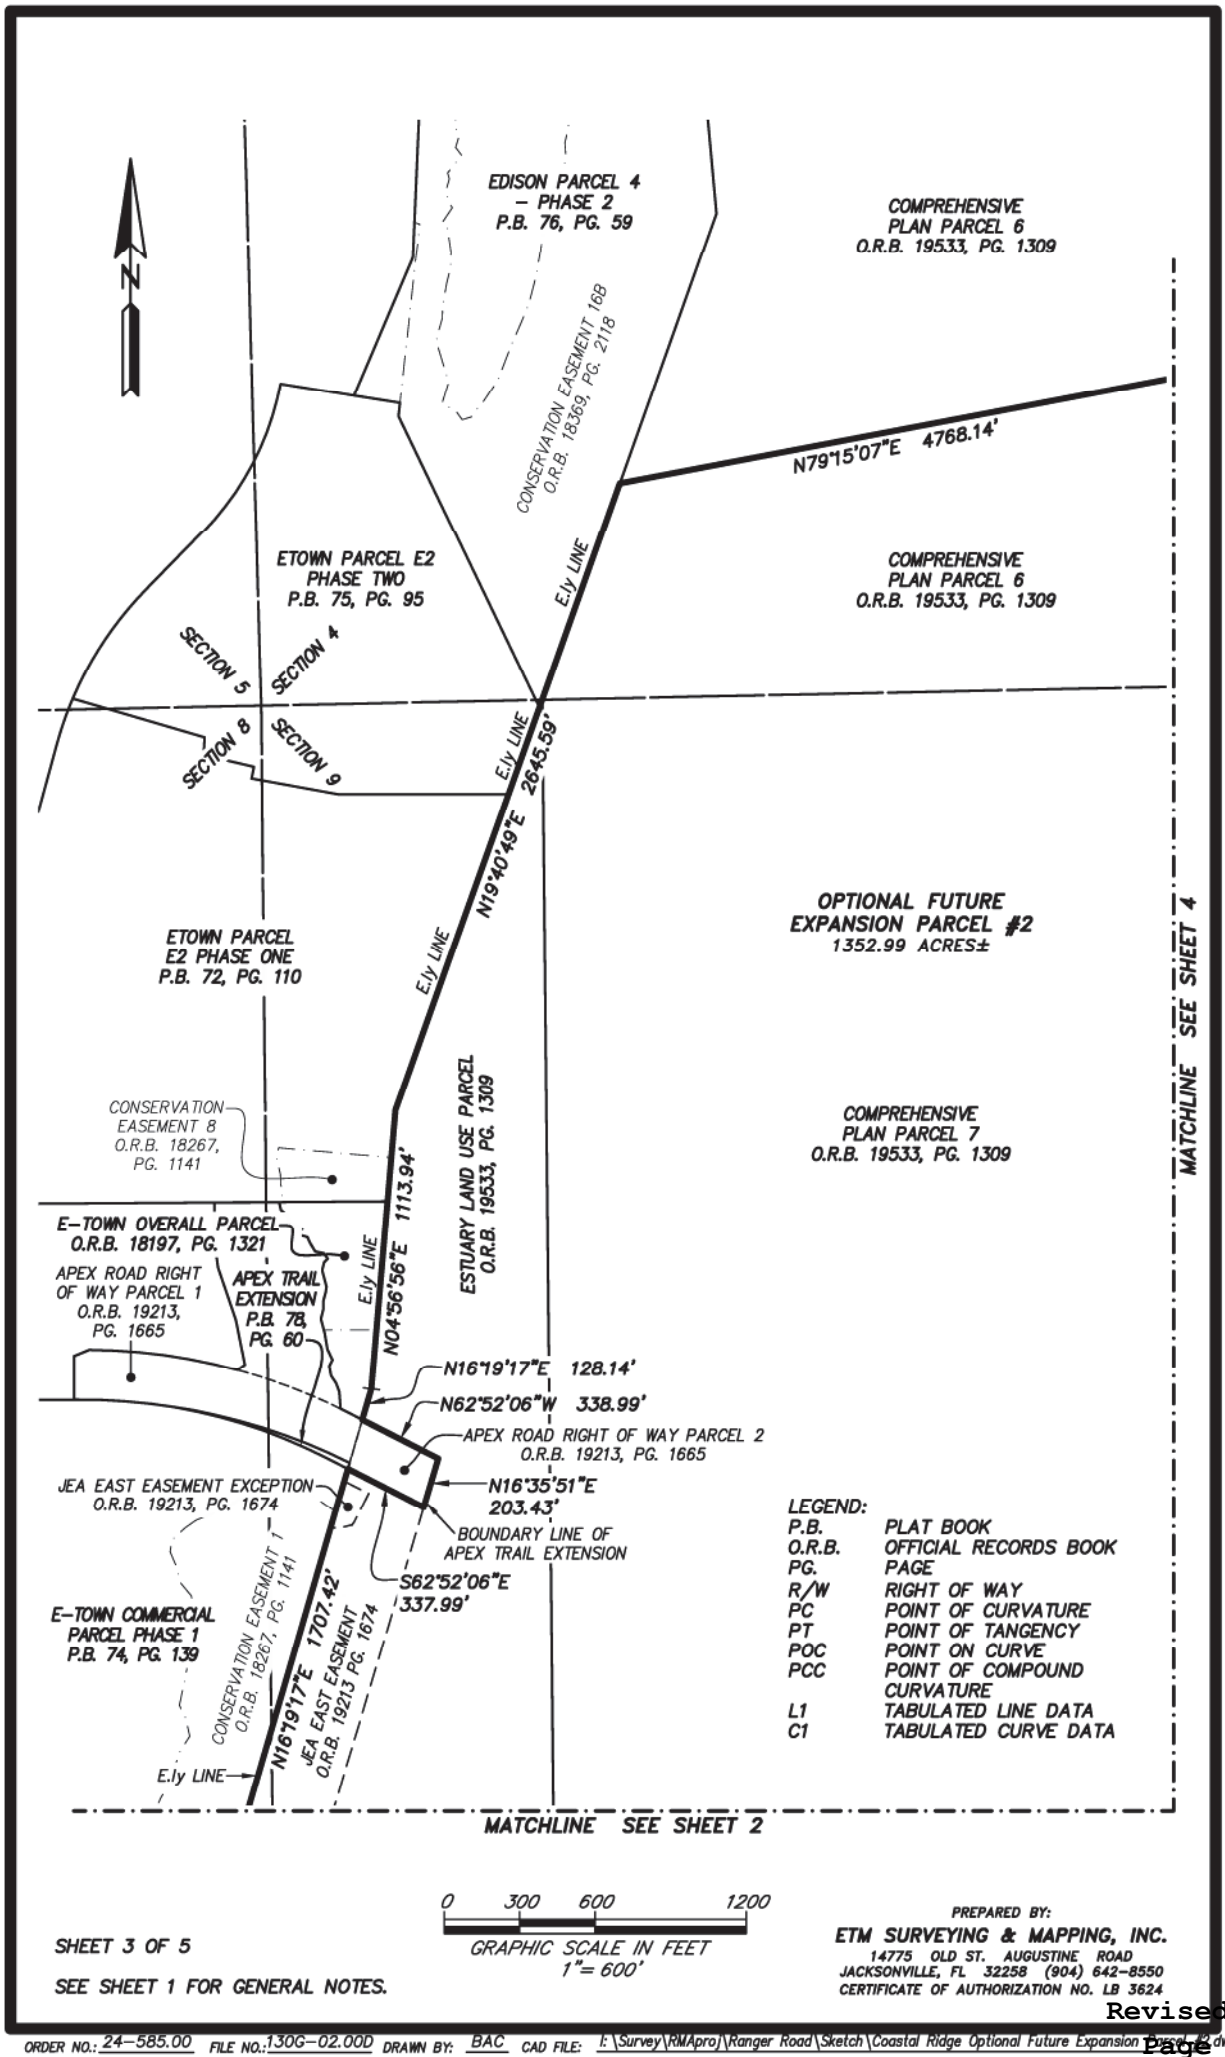 EDISON PARCEL 4
- PHASE 2
P.B. 76, PG. 59
COMPREHENSIVE
PLAN PARCEL 6
O.R.B. 19533, PG. 1309
N
CONSERVATION EASEMENT 16B
O.R.B. 18369, PG. 2118
N79°15'07"E 4768.14'
ETOWN PARCEL E2
PHASE TWO
P.B. 75, PG. 95
E.ly LINE
COMPREHENSIVE
PLAN PARCEL 6
O.R.B. 19533, PG. 1309
SECTION 5
SECTION 4
SECTION 8
SECTION 9
E.ly LINE
N19°40'49"E 2645.59'
OPTIONAL FUTURE
EXPANSION PARCEL #2
1352.99 ACRES±
MATCHLINE SEE SHEET 4
ETOWN PARCEL
E2 PHASE ONE
P.B. 72, PG. 110
E.ly LINE
CONSERVATION
EASEMENT 8
O.R.B. 18267,
PG. 1141
ESTUARY LAND USE PARCEL
O.R.B. 19533, PG. 1309
COMPREHENSIVE
PLAN PARCEL 7
O.R.B. 19533, PG. 1309
N04°56'56"E 1113.94'
E.ly LINE
E-TOWN OVERALL PARCEL
O.R.B. 18197, PG. 1321
APEX ROAD RIGHT
OF WAY PARCEL 1
O.R.B. 19213,
PG. 1665
APEX TRAIL
EXTENSION
P.B. 78,
PG. 60
N16°19'17"E 128.14'
N62°52'06"W 338.99'
APEX ROAD RIGHT OF WAY PARCEL 2
O.R.B. 19213, PG. 1665
JEA EAST EASEMENT EXCEPTION
O.R.B. 19213, PG. 1674
N16°35'51"E
203.43'
BOUNDARY LINE OF
APEX TRAIL EXTENSION
S62°52'06"E
337.99'
CONSERVATION EASEMENT 1
O.R.B. 18267, PG. 1141
E-TOWN COMMERCIAL
PARCEL PHASE 1
P.B. 74, PG. 139
N16°19'17"E 1707.42'
JEA EAST EASEMENT
O.R.B. 19213 PG. 1674
E.ly LINE
LEGEND:
P.B. PLAT BOOK
O.R.B. OFFICIAL RECORDS BOOK
PG. PAGE
R/W RIGHT OF WAY
PC POINT OF CURVATURE
PT POINT OF TANGENCY
POC POINT ON CURVE
PCC POINT OF COMPOUND
CURVATURE
L1 TABULATED LINE DATA
C1 TABULATED CURVE DATA
MATCHLINE SEE SHEET 2
0 300 600 1200
GRAPHIC SCALE IN FEET
1"= 600'
SHEET 3 OF 5
SEE SHEET 1 FOR GENERAL NOTES.
PREPARED BY:
ETM SURVEYING & MAPPING, INC.
14775 OLD ST. AUGUSTINE ROAD
JACKSONVILLE, FL 32258 (904) 642-8550
CERTIFICATE OF AUTHORIZATION NO. LB 3624
Revised
Page
ORDER NO.: 24-585.00 FILE NO.: 130G-02.00D DRAWN BY: BAC CAD FILE: I:\Survey\RMAproj\Ranger Road\Sketch\Coastal Ridge Optional Future Expansion Parcel #2